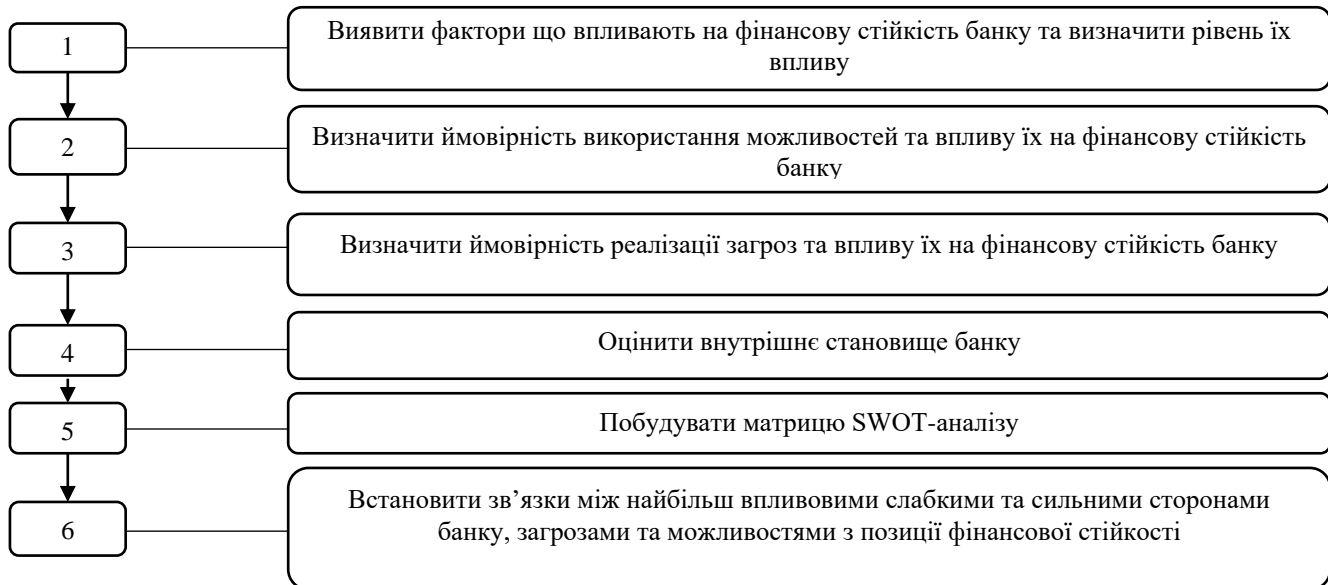 1
Виявити фактори що впливають на фінансову стійкість банку та визначити рівень їх
впливу
2
Визначити ймовірність використання можливостей та впливу їх на фінансову стійкість
банку
3
Визначити ймовірність реалізації загроз та впливу їх на фінансову стійкість банку
4
Оцінити внутрішнє становище банку
5
Побудувати матрицю SWOT-аналізу
6
Встановити зв’язки між найбільш впливовими слабкими та сильними сторонами
банку, загрозами та можливостями з позиції фінансової стійкості